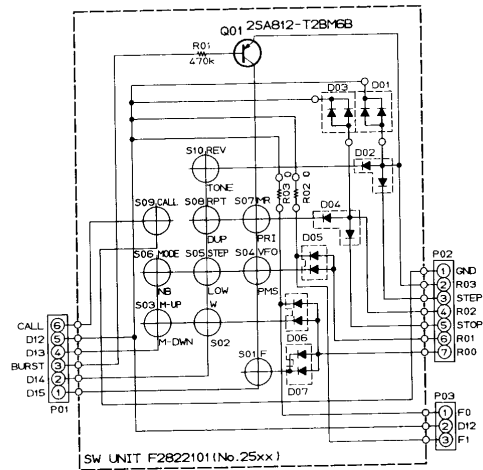 Q01 2SA812-T2BM6B
R01
470k
D03
D01
S10 REV
TONE
D02
R03 0
R02 0
S09 CALL
S08 RPT
DUP
S07 MR
PRI
D04
S06 MODE
NB
S05 STEP
LOW
S04 VFO
PMS
D05
S03 M-UP
M-DWN
W
S02
D06
S01 F
D07
CALL 6
D12 5
D13 4
BURST 3
D14 2
D15 1
P01
P02
1 GND
2 R03
3 STEP
4 R02
5 STOP
6 R01
7 R00
P03
1 F0
2 D12
3 F1
SW UNIT F2822101(No.25xx)